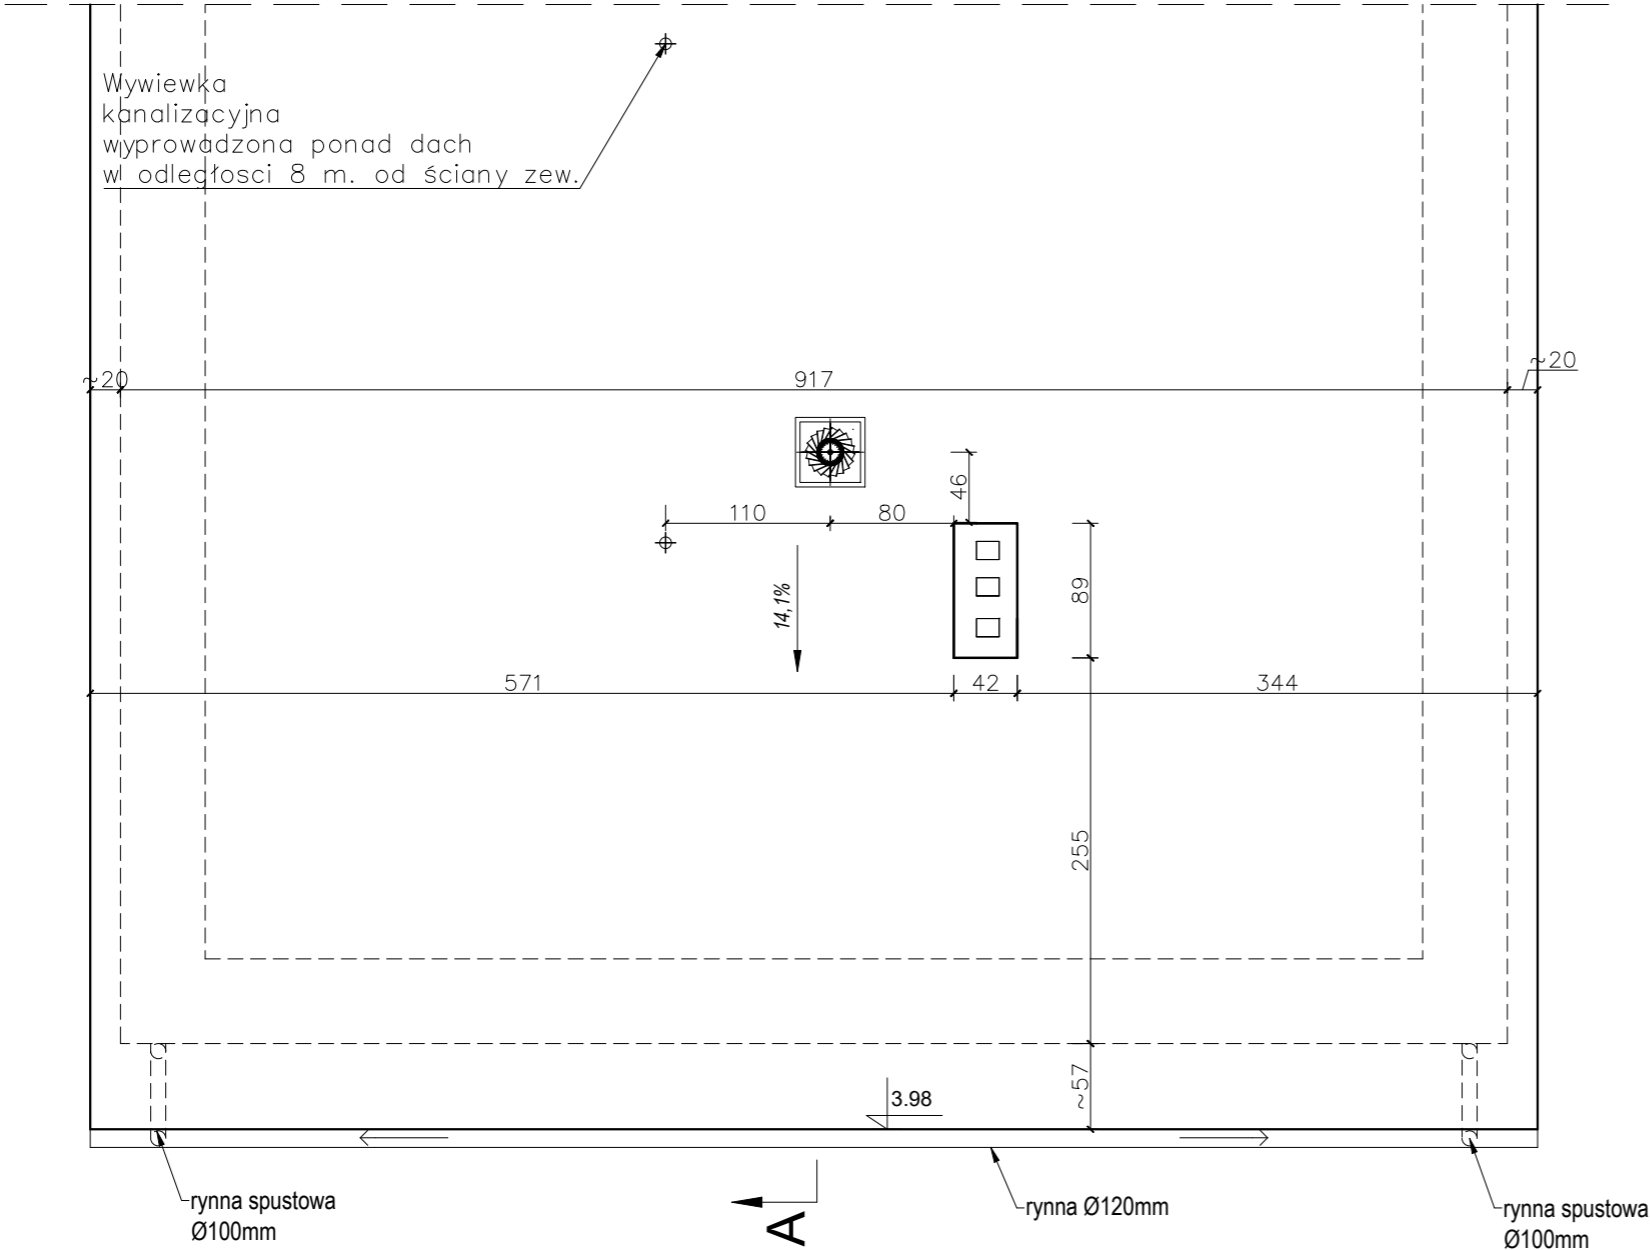 Wywiewka
kanalizacyjna
wyprowadzona ponad dach
w odległosci 8 m. od ściany zew.
~20
917
~20
46
110
80
14,1%
89
571
42
344
255
~57
3.98
rynna spustowa
Ø100mm
A
rynna Ø120mm
rynna spustowa
Ø100mm